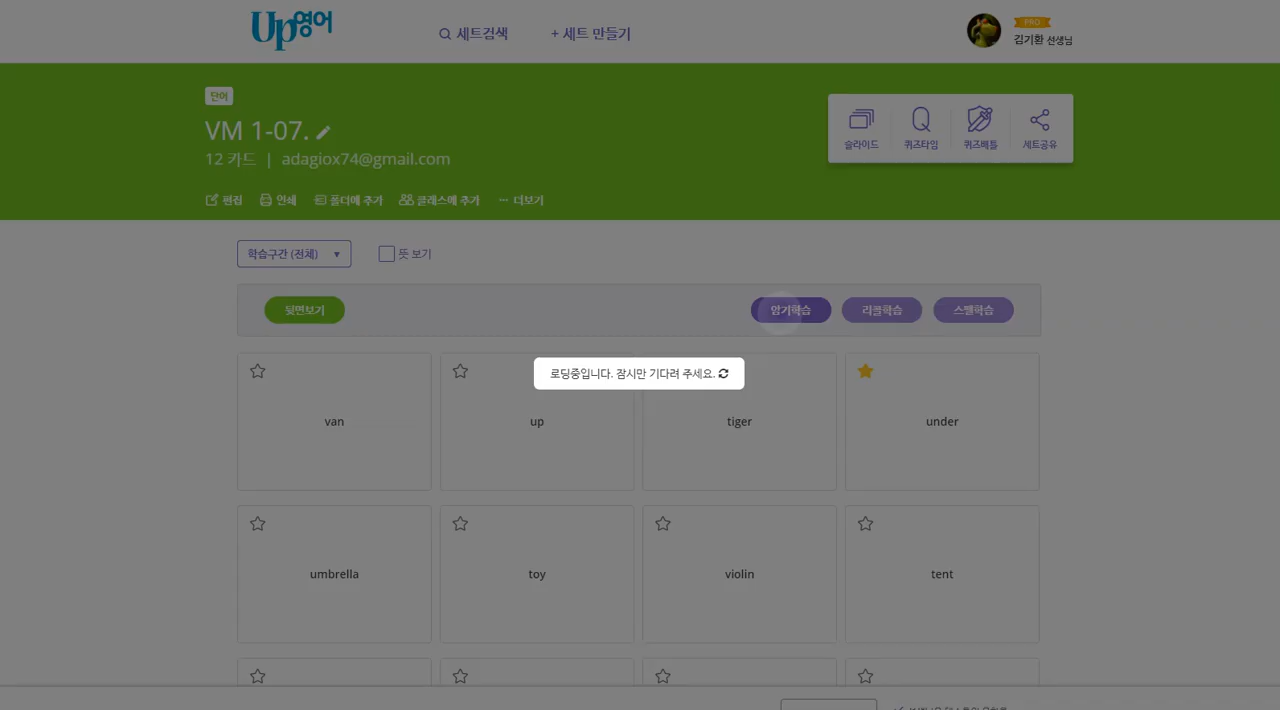 Up영어
세트검색
+ 세트 만들기
PRO
김기환 선생님
단어
VM 1-07.
12 카드 | adagiox74@gmail.com
슬라이드
퀴즈타임
퀴즈배틀
세트공유
편집
인쇄
폴더에 추가
클래스에 추가
더보기
학습구간 (전체) ▼
뜻 보기
뒷면보기
암기학습
리콜학습
스펠학습
로딩중입니다. 잠시만 기다려 주세요.
van
up
tiger
under
umbrella
toy
violin
tent